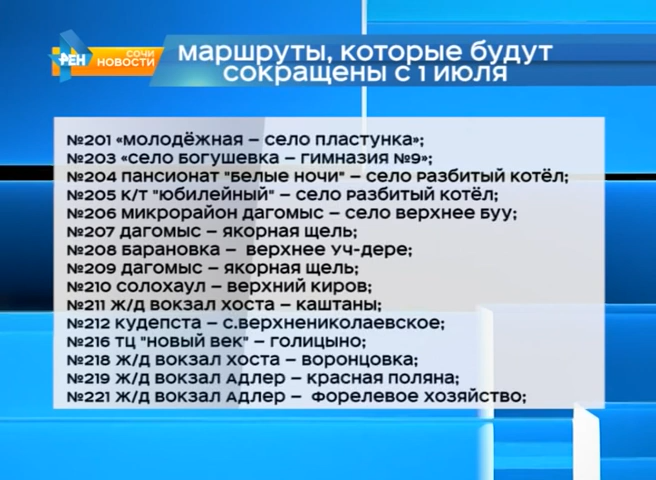 РЕН
СОЧИ
НОВОСТИ
МАРШРУТЫ, КОТОРЫЕ БУДУТ
СОКРАЩЕНЫ С 1 ИЮЛЯ
№201 «МОЛОДЁЖНАЯ – СЕЛО ПЛАСТУНКА»;
№203 «СЕЛО БОГУШЕВКА – ГИМНАЗИЯ №9»;
№204 ПАНСИОНАТ "БЕЛЫЕ НОЧИ" – СЕЛО РАЗБИТЫЙ КОТЁЛ;
№205 К/Т "ЮБИЛЕЙНЫЙ" – СЕЛО РАЗБИТЫЙ КОТЁЛ;
№206 МИКРОРАЙОН ДАГОМЫС – СЕЛО ВЕРХНЕЕ БУУ;
№207 ДАГОМЫС – ЯКОРНАЯ ЩЕЛЬ;
№208 БАРАНОВКА – ВЕРХНЕЕ УЧ-ДЕРЕ;
№209 ДАГОМЫС – ЯКОРНАЯ ЩЕЛЬ;
№210 СОЛОХАУЛ – ВЕРХНИЙ КИРОВ;
№211 Ж/Д ВОКЗАЛ ХОСТА – КАШТАНЫ;
№212 КУДЕПСТА – С.ВЕРХНЕНИКОЛАЕВСКОЕ;
№216 ТЦ "НОВЫЙ ВЕК" – ГОЛИЦЫНО;
№218 Ж/Д ВОКЗАЛ ХОСТА – ВОРОНЦОВКА;
№219 Ж/Д ВОКЗАЛ АДЛЕР – КРАСНАЯ ПОЛЯНА;
№221 Ж/Д ВОКЗАЛ АДЛЕР – ФОРЕЛЕВОЕ ХОЗЯЙСТВО;